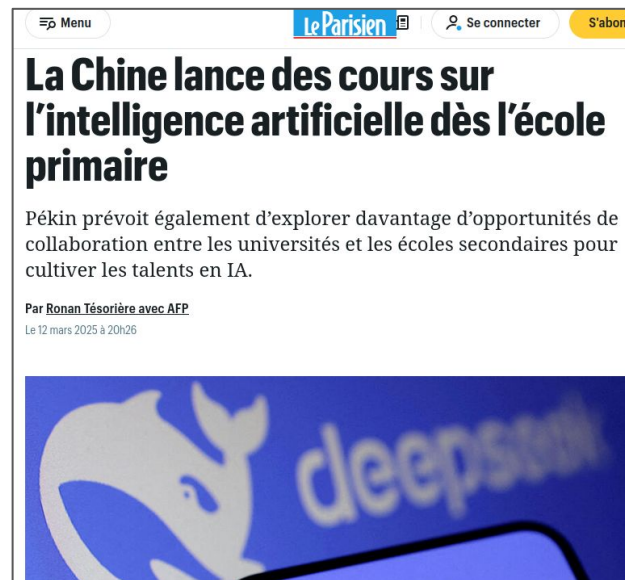 Menu
Le Parisien
Se connecter
S'abon
La Chine lance des cours sur
l'intelligence artificielle dès l'école
primaire
Pékin prévoit également d'explorer davantage d'opportunités de
collaboration entre les universités et les écoles secondaires pour
cultiver les talents en IA.
Par Ronan Tésorière avec AFP
Le 12 mars 2025 à 20h26
deepseek